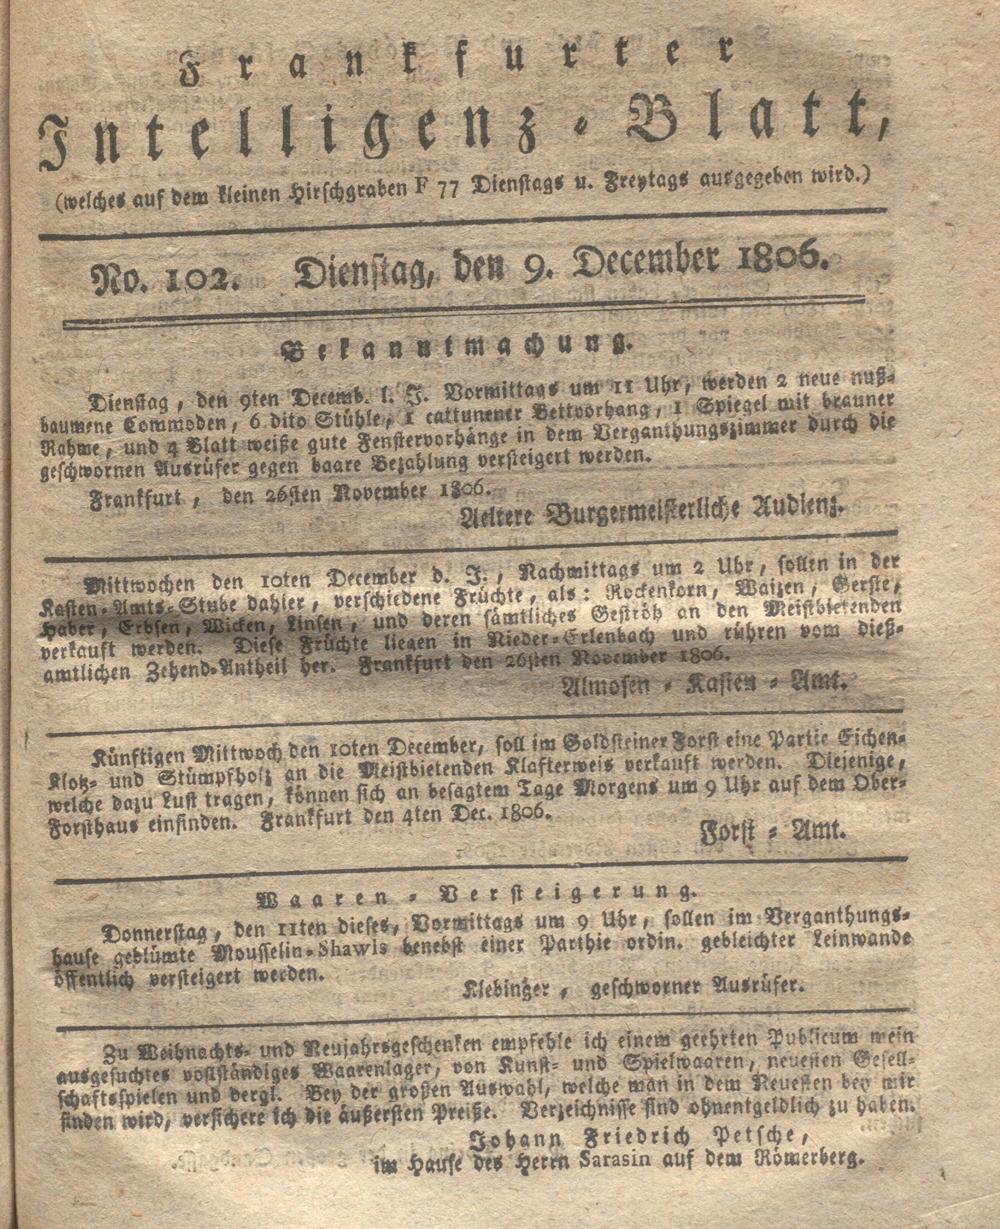 Frankfurter
Intelligenz-Blatt,
(welches auf dem kleinen Hirschgraben F 77 Dienstags u. Freytags ausgegeben wird.)
No. 102. Dienstag, den 9. December 1806.
Bekanntmachung.
Dienstag, den 9ten Decemb. l. J. Vormittags um 11 Uhr, werden 2 neue nuß-
baumene Commoden, 6 dito Stühle, 1 cattunener Bettvorhang, 1 Spiegel mit brauner
Rahme, und 4 Blatt weiße gute Fenstervorhänge in dem Verganthungszimmer durch die
geschwornen Ausrüfer gegen baare Bezahlung versteigert werden.
Frankfurt, den 26sten November 1806.
Aeltere Burgermeisterliche Audienz.
Mittwochen den 10ten December d. J., Nachmittags um 2 Uhr, sollen in der
Kasten-Amts-Stube dahier, verschiedene Früchte, als: Rockenkorn, Waizen, Gerste,
Haber, Erbsen, Wicken, Linsen, und deren sämtliches Geströh an den Meistbietenden
verkauft werden. Diese Früchte liegen in Nieder-Erlenbach und rühren vom dieß-
amtlichen Zehend-Antheil her. Frankfurt den 26sten November 1806.
Almosen-Kasten-Amt.
Künftigen Mittwoch den 10ten December, soll im Goldsteiner Forst eine Partie Eichen-
Klotz- und Stümpfholz an die Meistbietenden Klafterweis verkauft werden. Diejenige,
welche dazu Lust tragen, können sich an besagtem Tage Morgens um 9 Uhr auf dem Ober-
Forsthaus einfinden. Frankfurt den 4ten Dec. 1806.
Forst-Amt.
Waaren-Versteigerung.
Donnerstag, den 11ten dieses, Vormittags um 9 Uhr, sollen im Verganthungs-
hause geblümte Mousselin-Shawls benebst einer Parthie ordin. gebleichter Leinwande
öffentlich versteigert werden.
Klebinger, geschworner Ausrüfer.
Zu Weihnachts- und Neujahrsgeschenken empfehle ich einem geehrten Publicum mein
ausgesuchtes vollständiges Waarenlager, von Kunst- und Spielwaaren, neuesten Gesell-
schaftsspielen und dergl. Bey der großen Auswahl, welche man in dem Neuesten bey mir
finden wird, versichere ich die äußersten Preiße. Verzeichnisse sind ohnentgeldlich zu haben.
Johann Friedrich Petsche,
im Hause des Herrn Sarasin auf dem Römerberg.